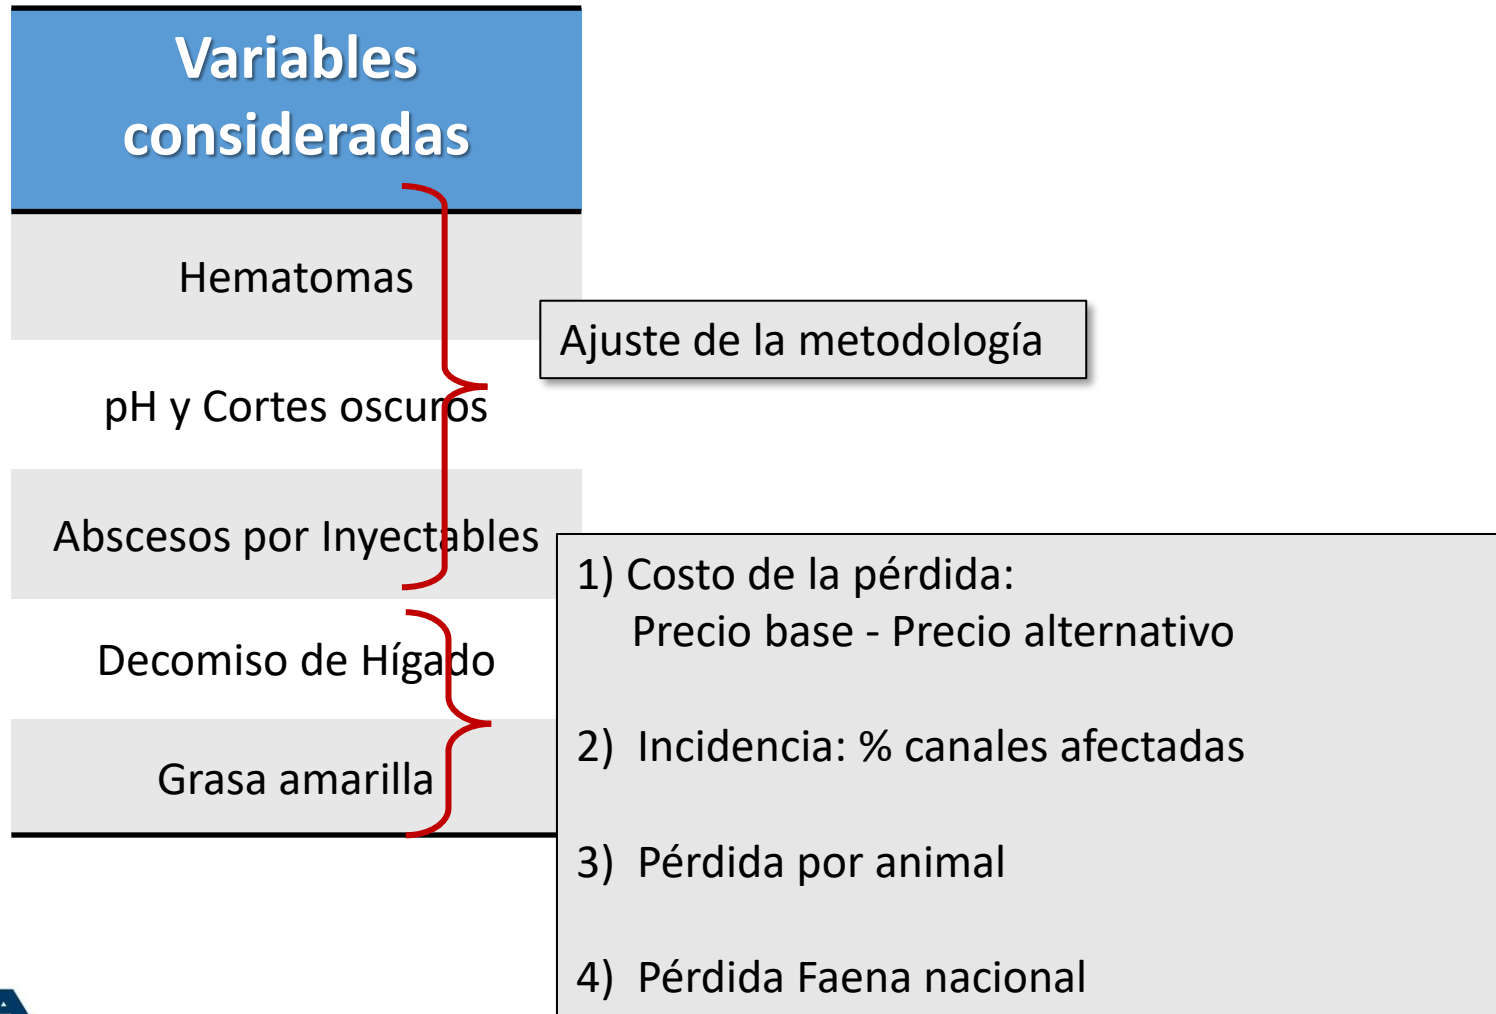 Variables
consideradas
Hematomas
Ajuste de la metodología
pH y Cortes oscuros
Abscesos por Inyectables
Decomiso de Hígado
Grasa amarilla
1) Costo de la pérdida:
Precio base - Precio alternativo
2) Incidencia: % canales afectadas
3) Pérdida por animal
4) Pérdida Faena nacional